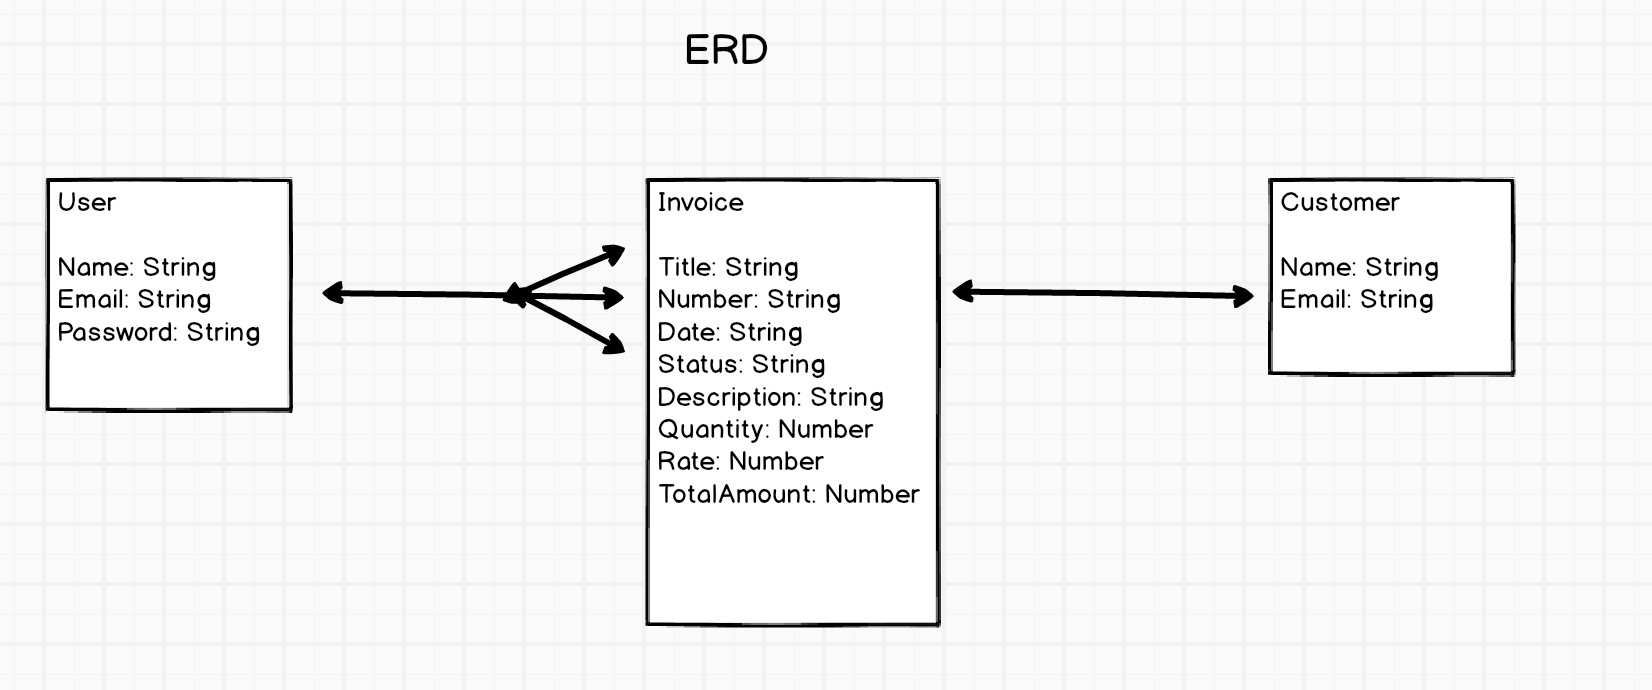 ERD
User
Name: String
Email: String
Password: String
Invoice
Title: String
Number: String
Date: String
Status: String
Description: String
Quantity: Number
Rate: Number
TotalAmount: Number
Customer
Name: String
Email: String